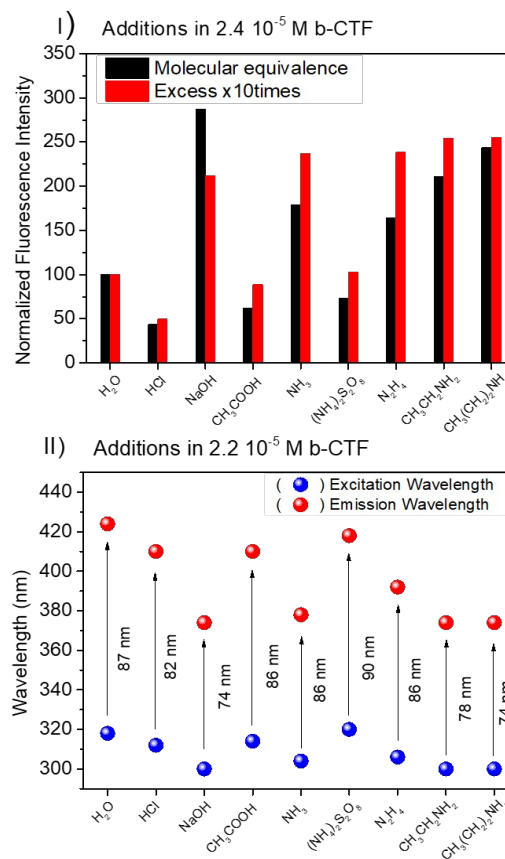 I) Additions in 2.4 10⁻⁵ M b-CTF
Molecular equivalence
Excess x10times
Normalized Fluorescence Intensity
350
300
250
200
150
100
50
0
H₂O
HCl
NaOH
CH₃COOH
NH₃
(NH₄)₂S₂O₈
N₂H₄
CH₃CH₂NH₂
CH₃(CH₂)₂NH
II) Additions in 2.2 10⁻⁵ M b-CTF
( ) Excitation Wavelength
( ) Emission Wavelength
Wavelength (nm)
440
420
400
380
360
340
320
300
87 nm
82 nm
74 nm
86 nm
86 nm
90 nm
86 nm
78 nm
74 nm
H₂O
HCl
NaOH
CH₃COOH
NH₃
(NH₄)₂S₂O₈
N₂H₄
CH₃CH₂NH₂
CH₃(CH₂)₂NH